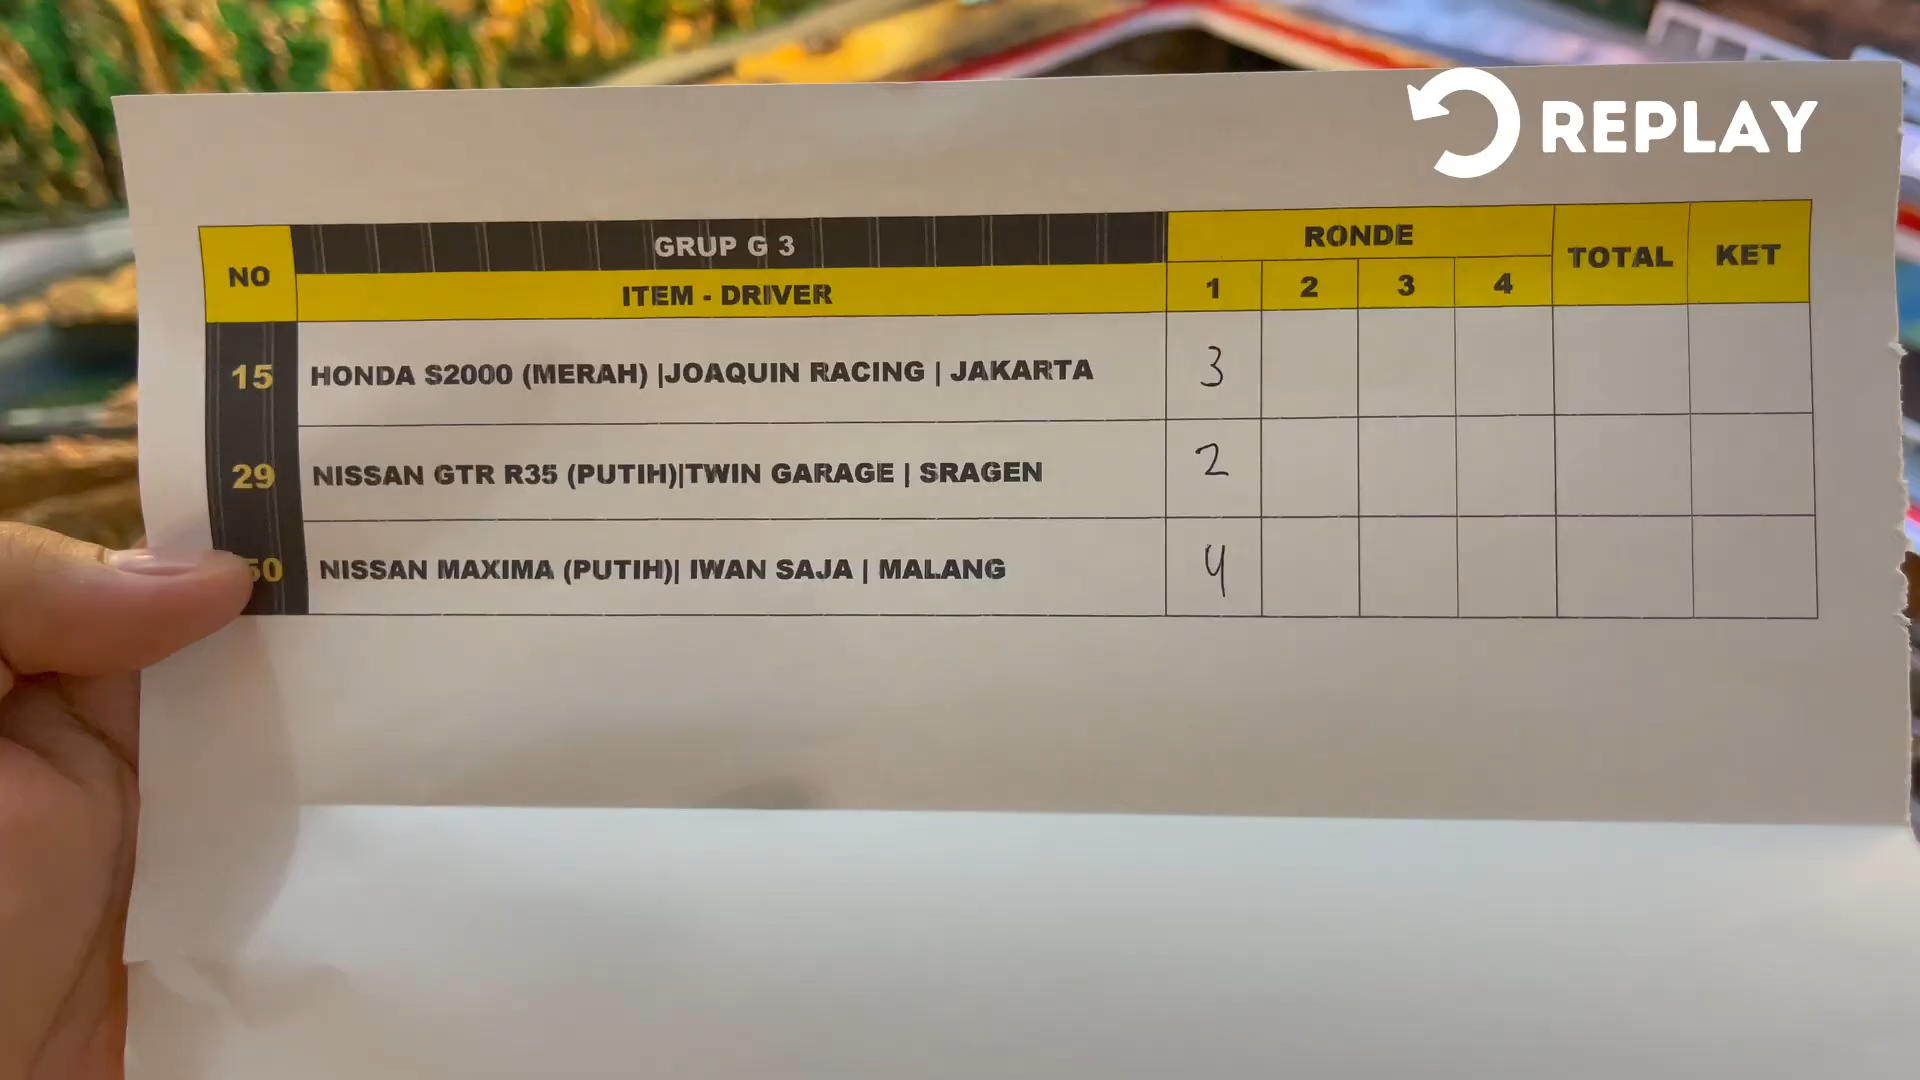 REPLAY
NO GRUP G 3 RONDE TOTAL KET
ITEM - DRIVER 1 2 3 4
15 HONDA S2000 (MERAH) |JOAQUIN RACING | JAKARTA 3
29 NISSAN GTR R35 (PUTIH)|TWIN GARAGE | SRAGEN 2
50 NISSAN MAXIMA (PUTIH)| IWAN SAJA | MALANG 4